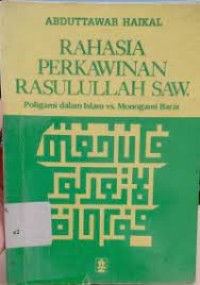 ABDUTTAWAB HAIKAL
RAHASIA
PERKAWINAN
RASULULLAH SAW.
Poligami dalam Islam vs. Monogami Barat